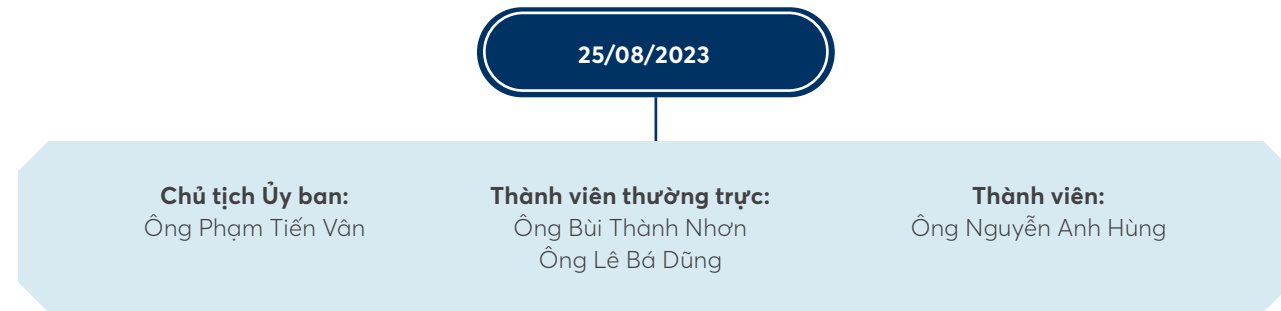 25/08/2023
Chủ tịch Ủy ban:
Ông Phạm Tiến Vân
Thành viên thường trực:
Ông Bùi Thành Nhơn
Ông Lê Bá Dũng
Thành viên:
Ông Nguyễn Anh Hùng